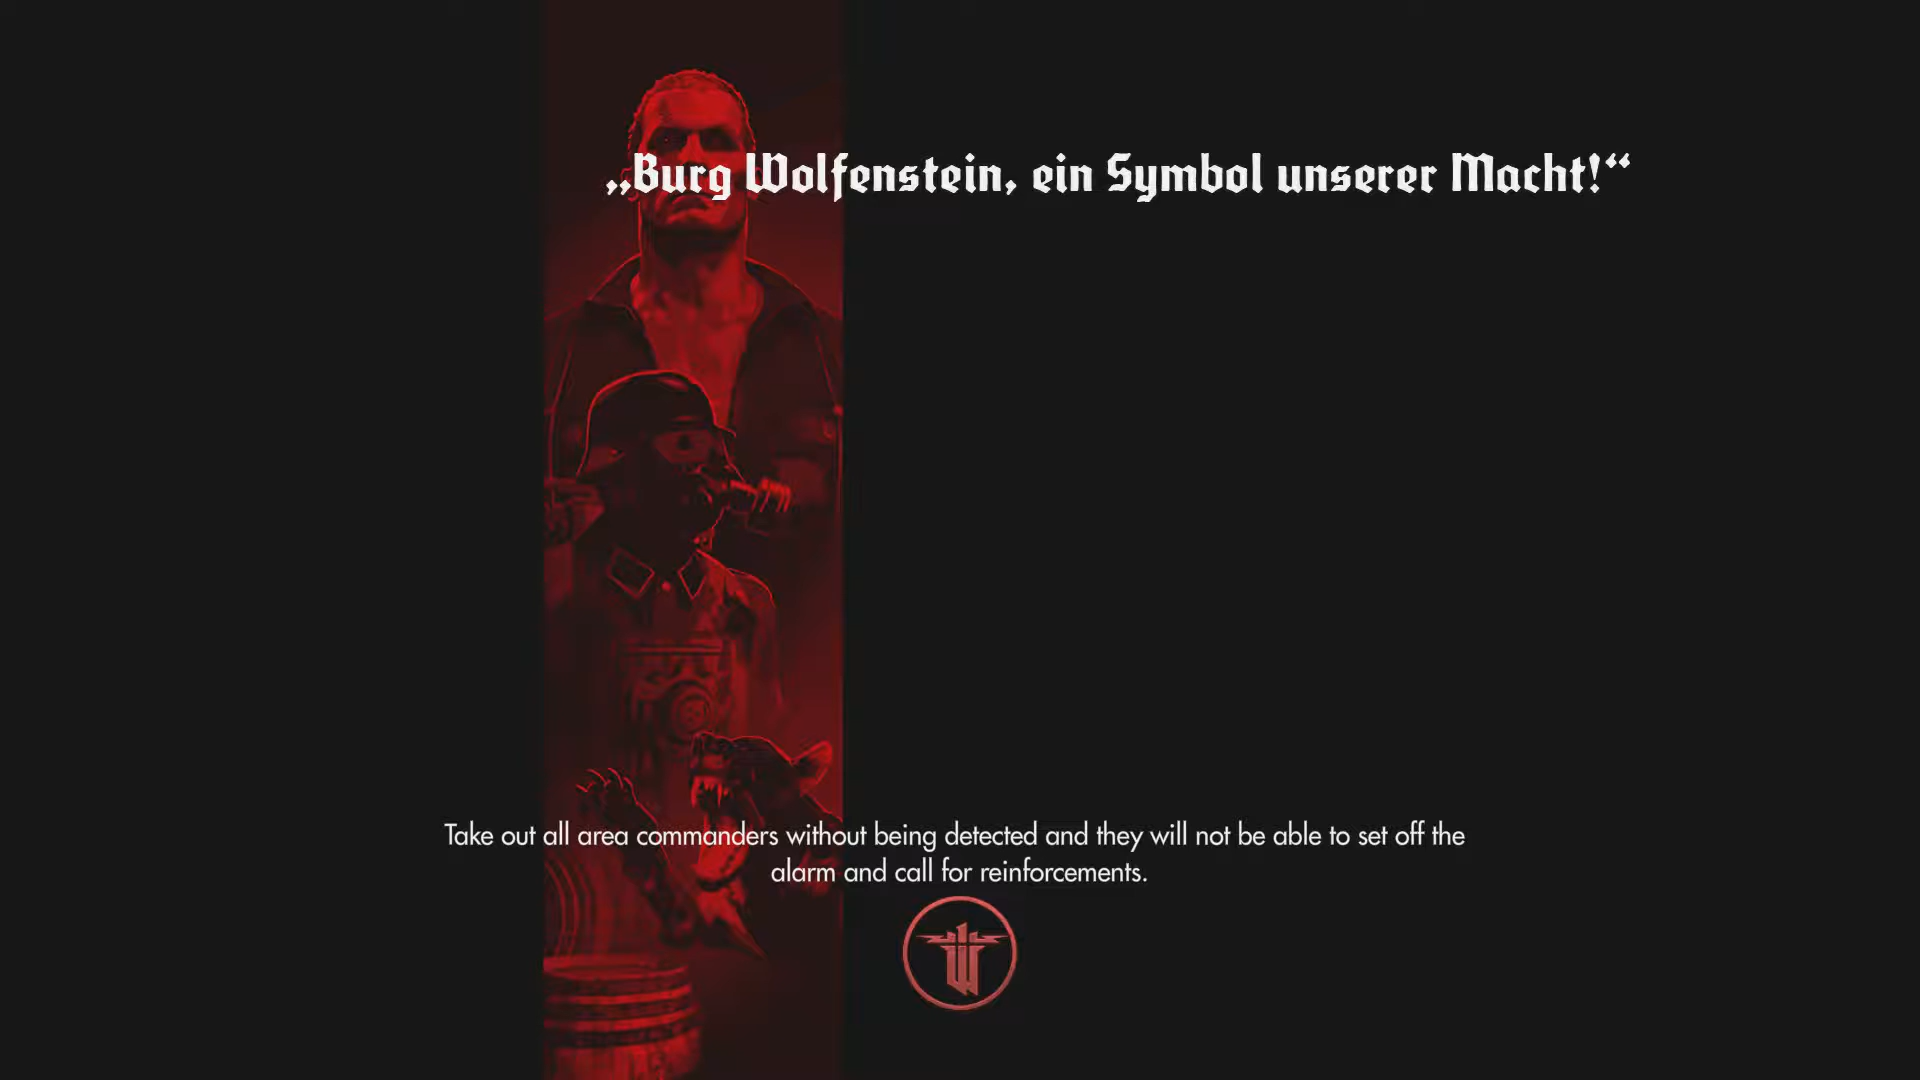 „Burg Wolfenstein, ein Symbol unserer Macht!“
Take out all area commanders without being detected and they will not be able to set off the
alarm and call for reinforcements.